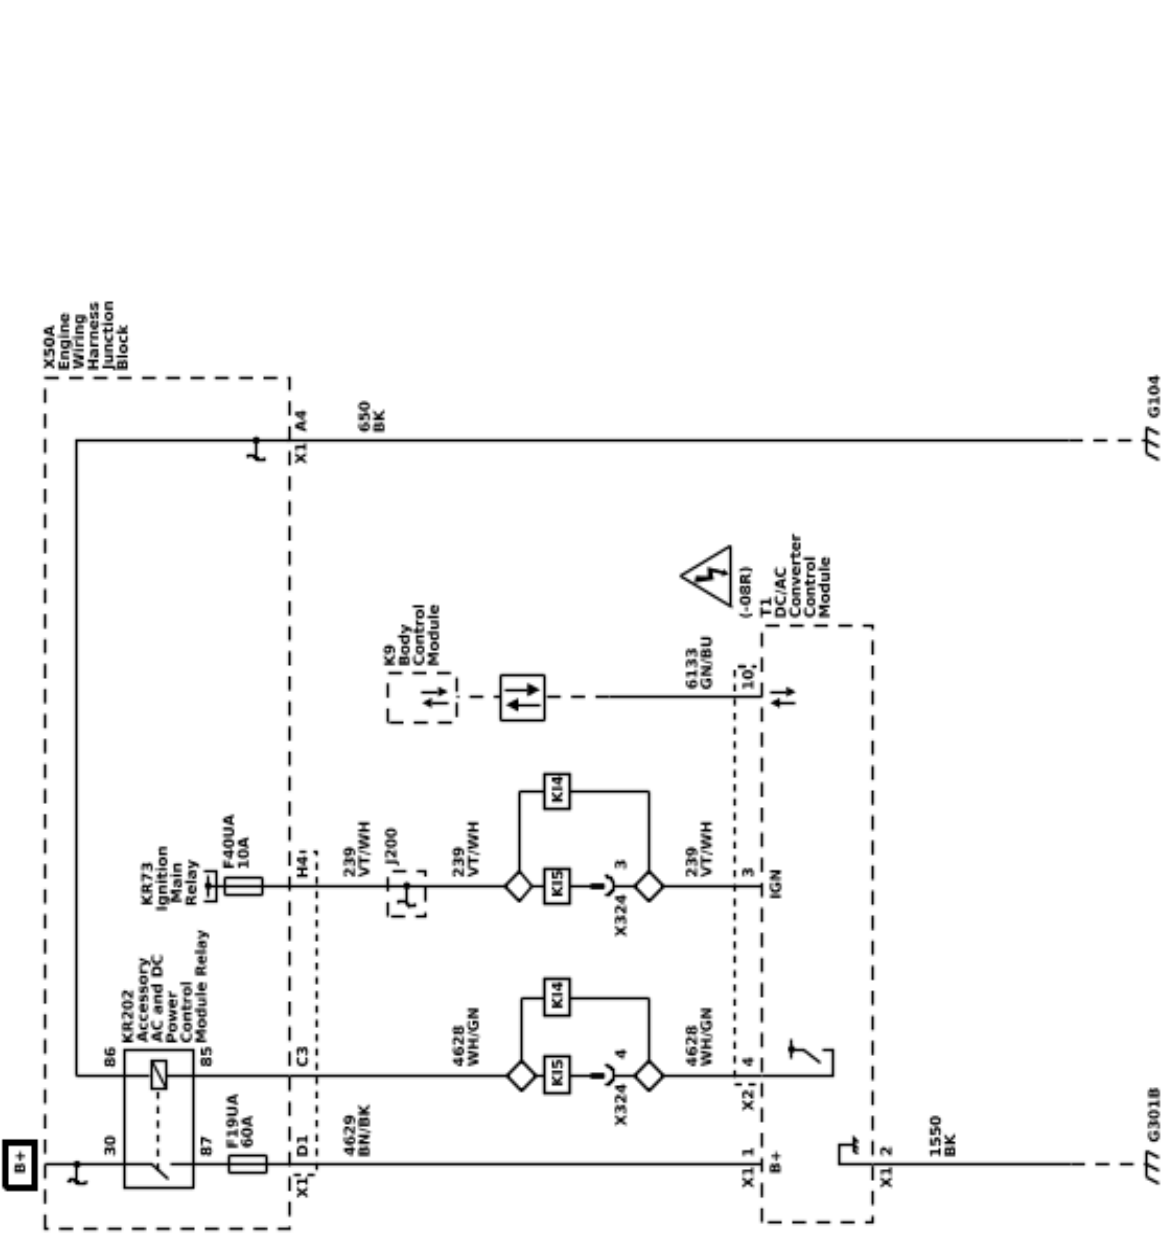 B+
X50A
Engine
Wiring
Harness
Junction
Block
KR202
Accessory
AC and DC
Power
Control
Module Relay
30
86
87
85
F19UA
60A
KR73
Ignition
Main
Relay
F40UA
10A
X1
D1
C3
H4
X1
A4
4629
BN/BK
239
VT/WH
650
BK
J200
K9
Body
Control
Module
4628
WH/GN
239
VT/WH
KI5
KI4
KI5
KI4
X324
4
X324
3
4628
WH/GN
239
VT/WH
6133
GN/BU
(-08R)
X1
1
X2
4
3
10
B+
IGN
T1
DC/AC
Converter
Control
Module
X1
2
1550
BK
G301B
G104